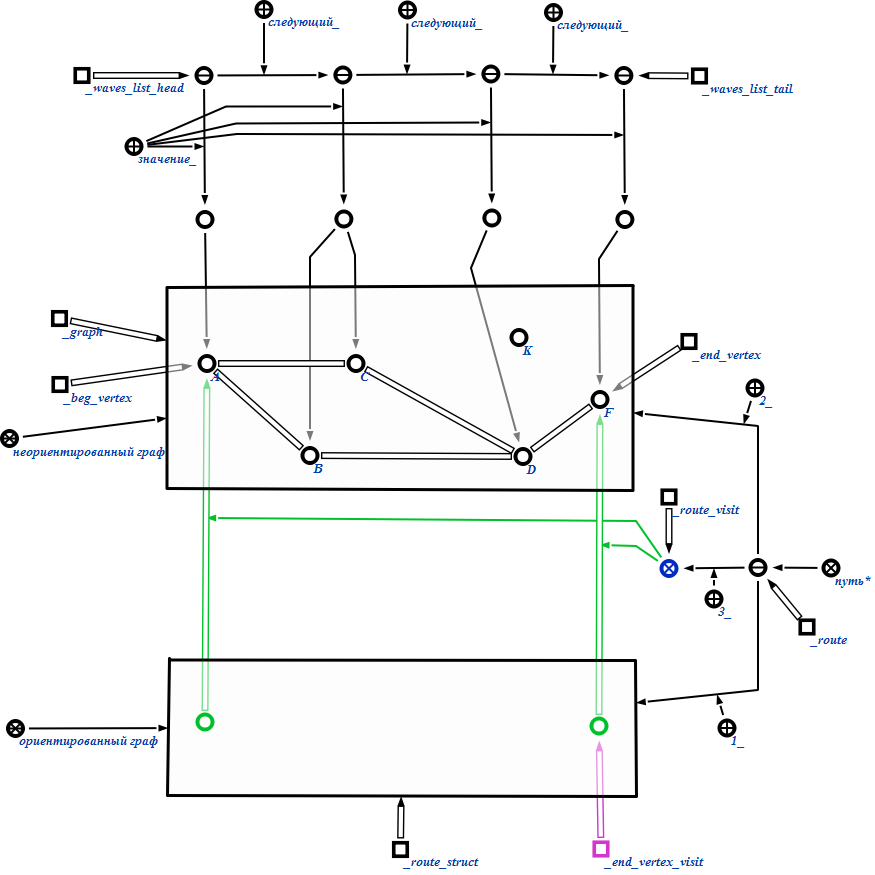 следующий_
следующий_
следующий_
_waves_list_head
_waves_list_tail
значение_
_graph
K
_end_vertex
A
C
_beg_vertex
2_
F
неориентированный граф
B
D
_route_visit
путь*
3_
_route
1_
ориентированный граф
_route_struct
_end_vertex_visit